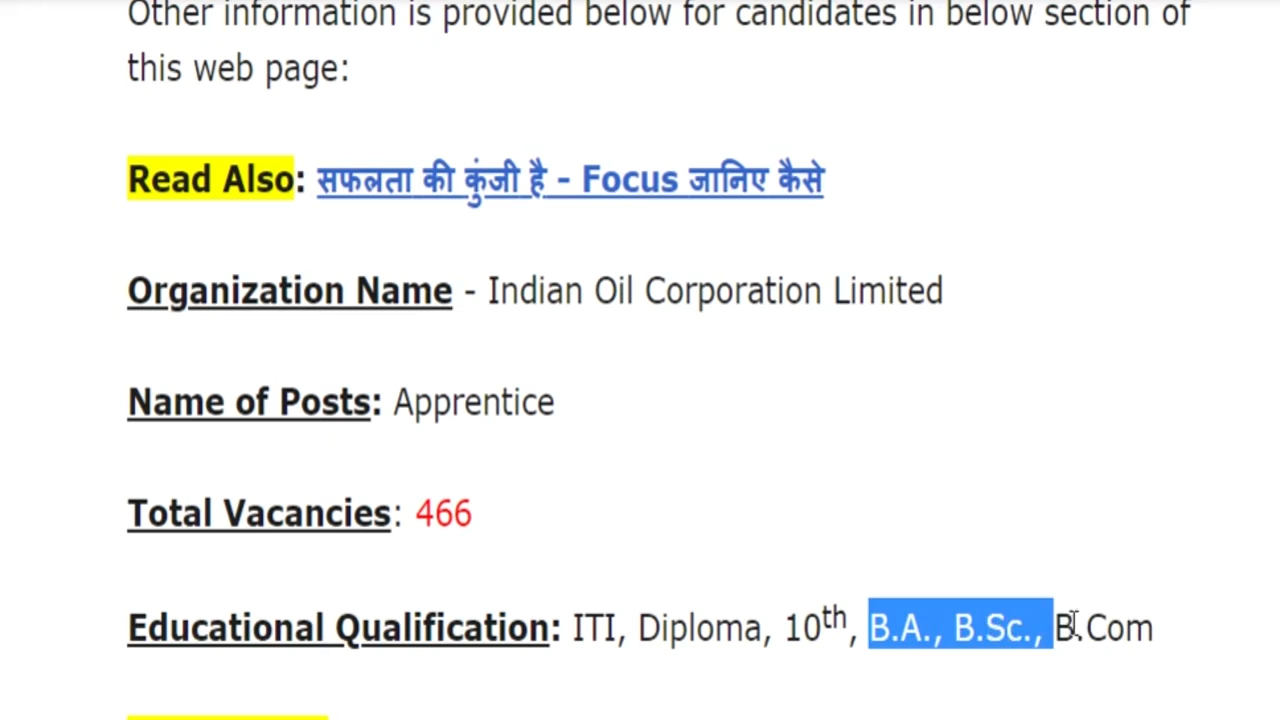 Other information is provided below for candidates in below section of
this web page:
Read Also: सफलता की कुंजी है - Focus जानिए कैसे
Organization Name - Indian Oil Corporation Limited
Name of Posts: Apprentice
Total Vacancies: 466
Educational Qualification: ITI, Diploma, 10th, B.A., B.Sc., B.Com